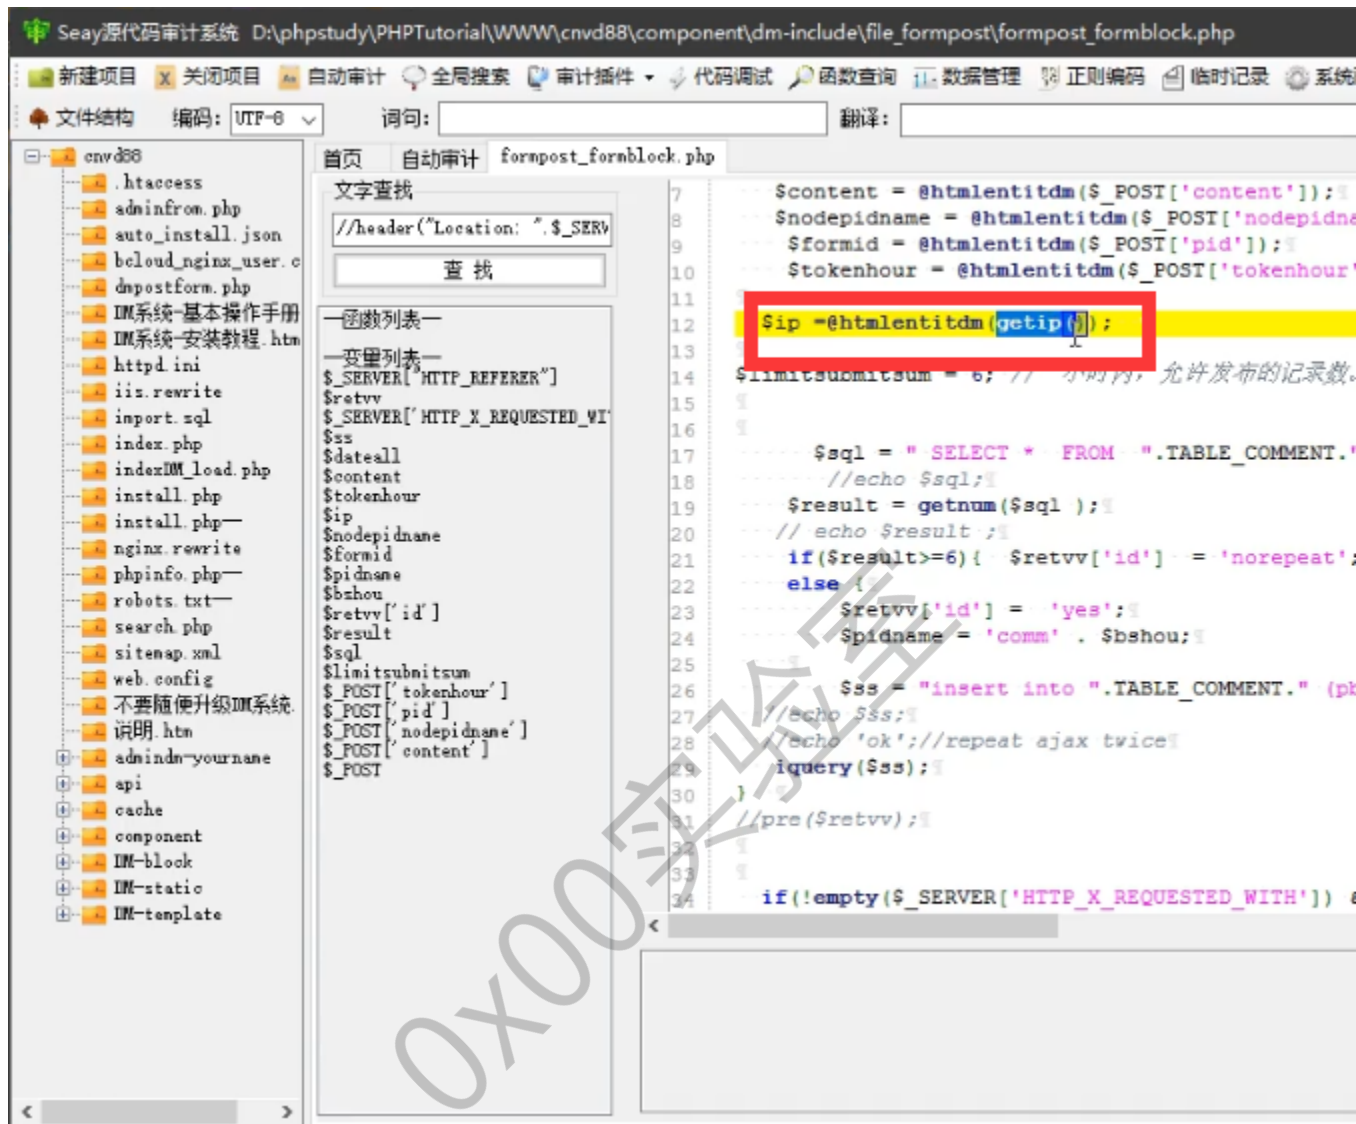 Seay源代码审计系统 D:\phpstudy\PHPTutorial\WWW\cnvd88\component\dm-include\file_formpost\formpost_formblock.php
新建项目 关闭项目 自动审计 全局搜索 审计插件 代码调试 函数查询 数据管理 正则编码 临时记录 系统
文件结构 编码: UTF-8 词句: 翻译:
cnvd88
.htaccess
adminfrom.php
auto_install.json
bcloud_nginx_user.c
dmpostform.php
DM系统-基本操作手册
DM系统-安装教程.htm
httpd.ini
iis.rewrite
import.sql
index.php
indexDM_load.php
install.php
install.php—
nginx.rewrite
phpinfo.php—
robots.txt—
search.php
sitemap.xml
web.config
不要随便升级DM系统.
说明.htm
admindm-yourname
api
cache
component
DM-block
DM-static
DM-template
首页 自动审计 formpost_formblock.php
文字查找
//header("Location: ".$_SERV
查 找
—函数列表—
—变量列表—
$_SERVER["HTTP_REFERER"]
$retvv
$_SERVER['HTTP_X_REQUESTED_WI
$ss
$dateall
$content
$tokenhour
$ip
$nodepidname
$formid
$pidname
$bshou
$retvv['id']
$result
$sql
$limitsubmitsum
$_POST['tokenhour']
$_POST['pid']
$_POST['nodepidname']
$_POST['content']
$_POST
7 $content = @htmlentitdm($_POST['content']);
8 $nodepidname = @htmlentitdm($_POST['nodepidna
9 $formid = @htmlentitdm($_POST['pid']);
10 $tokenhour = @htmlentitdm($_POST['tokenhour'
11
12 $ip =@htmlentitdm(getip());
13
14 $limitsubmitsum = 6; // 小时内，允许发布的记录数。
15
16
17 $sql = " SELECT * FROM ".TABLE_COMMENT."
18 //echo $sql;
19 $result = getnum($sql );
20 // echo $result ;
21 if($result>=6){ $retvv['id'] = 'norepeat';
22 else {
23 $retvv['id'] = 'yes';
24 $pidname = 'comm' . $bshou;
25
26 $ss = "insert into ".TABLE_COMMENT." (pb
27 //echo $ss;
28 //echo 'ok';//repeat ajax twice
29 iquery($ss);
30 }
31 //pre($retvv);
32
33
34 if(!empty($_SERVER['HTTP_X_REQUESTED_WITH']) &
0x00实验室